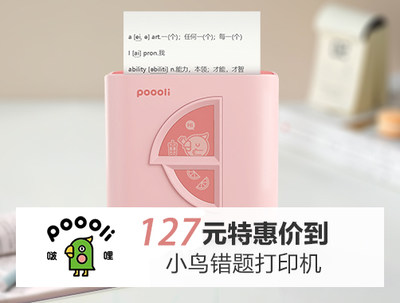 a [ei, ə] art.一(个)；任何一(个)；每一(个)
I [ai] pron.我
ability [əbiliti] n.能力，本领；才能，才智
poooli
poooli
啵哩
127元特惠价到
小鸟错题打印机